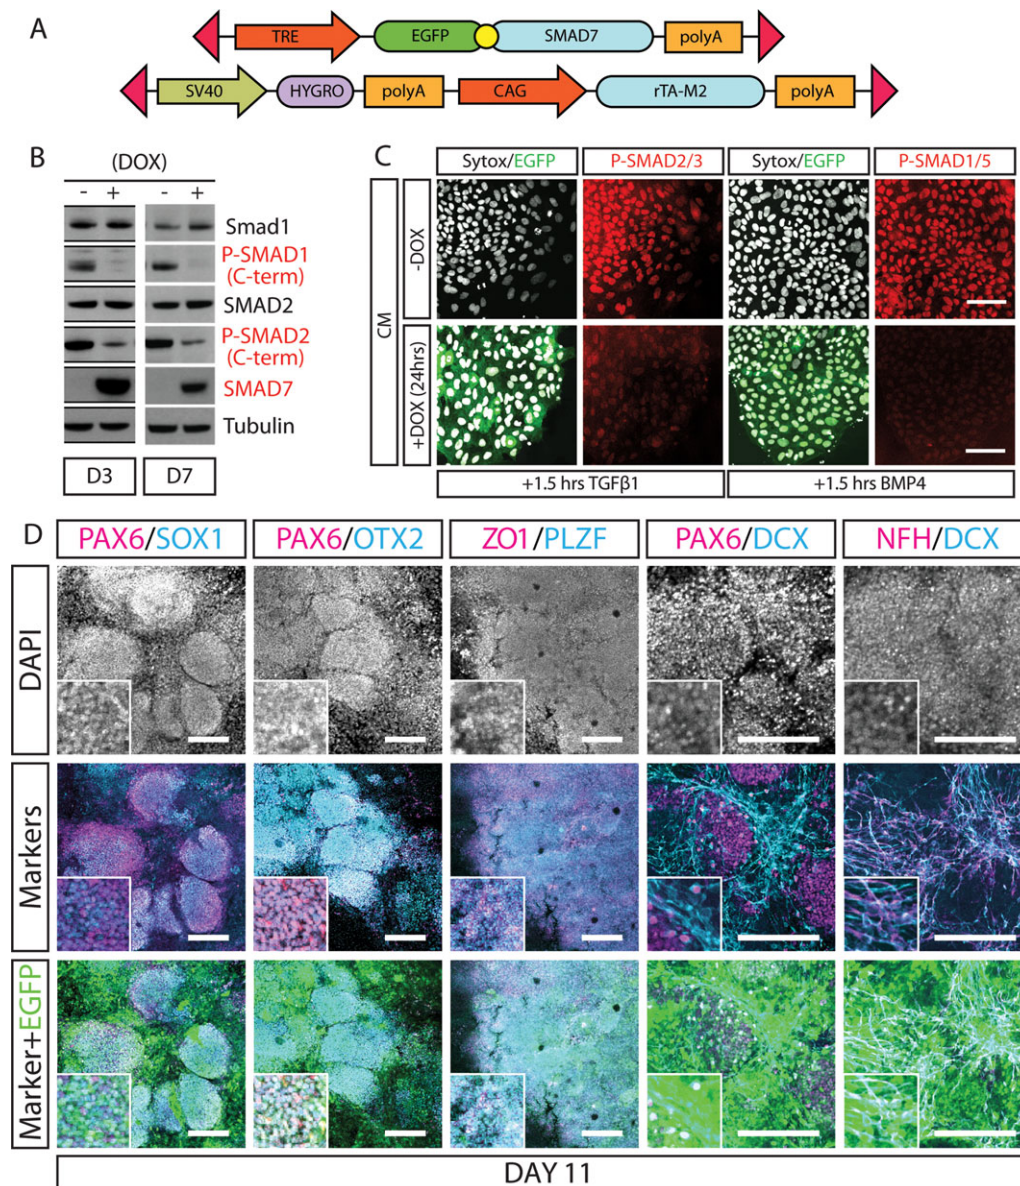 A
TRE EGFP SMAD7 polyA
SV40 HYGRO polyA CAG rTA-M2 polyA
B
(DOX)
- + - +
Smad1
P-SMAD1
(C-term)
SMAD2
P-SMAD2
(C-term)
SMAD7
Tubulin
D3 D7
C
Sytox/EGFP P-SMAD2/3 Sytox/EGFP P-SMAD1/5
CM
-DOX
+DOX (24hrs)
+1.5 hrs TGFβ1 +1.5 hrs BMP4
D
PAX6/SOX1 PAX6/OTX2 ZO1/PLZF PAX6/DCX NFH/DCX
DAPI
Markers
Marker+EGFP
DAY 11